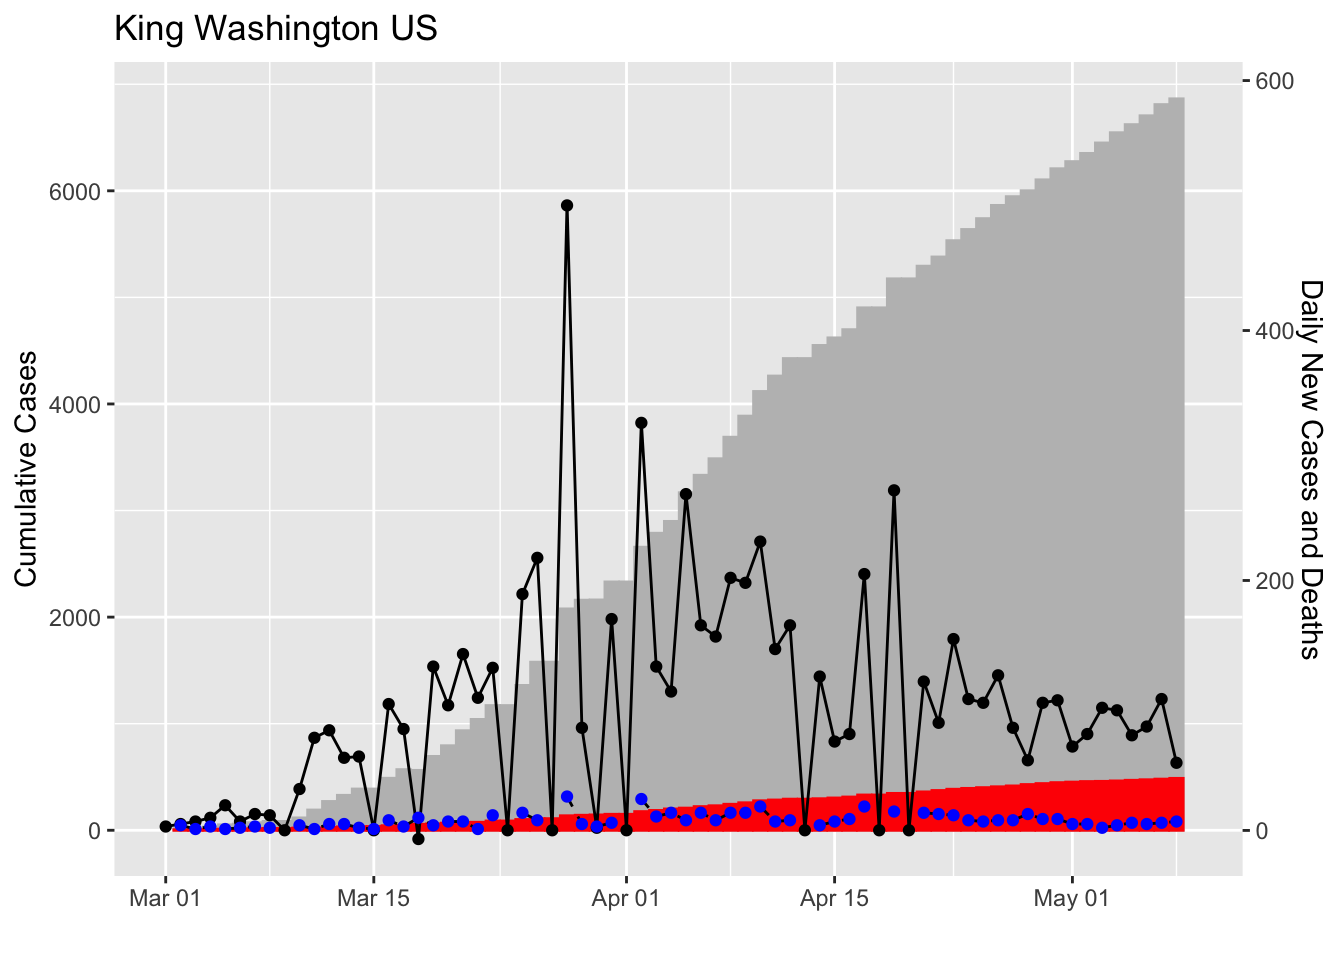 King Washington US
600
6000
400
4000
200
2000
0
0
Cumulative Cases
Daily New Cases and Deaths
Mar 01
Mar 15
Apr 01
Apr 15
May 01